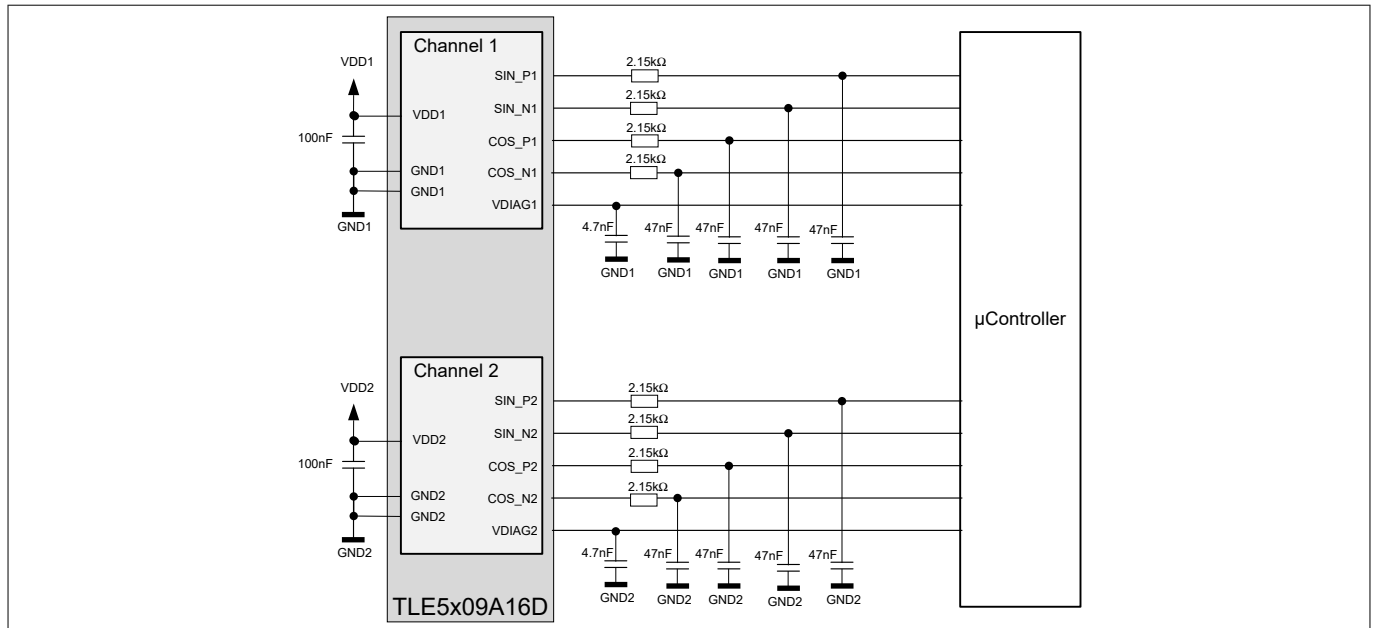 Channel 1
VDD1
SIN_P1
2.15kΩ
SIN_N1
2.15kΩ
VDD1
100nF
COS_P1
2.15kΩ
COS_N1
2.15kΩ
GND1
GND1
VDIAG1
GND1
4.7nF
47nF
47nF
47nF
47nF
GND1
GND1
GND1
GND1
GND1
µController
Channel 2
VDD2
SIN_P2
2.15kΩ
SIN_N2
2.15kΩ
VDD2
100nF
COS_P2
2.15kΩ
COS_N2
2.15kΩ
GND2
GND2
VDIAG2
GND2
4.7nF
47nF
47nF
47nF
47nF
GND2
GND2
GND2
GND2
GND2
TLE5x09A16D